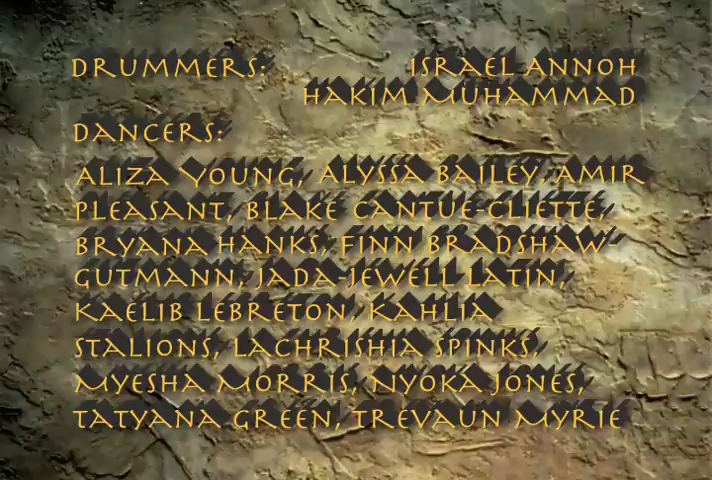 DRUMMERS: ISRAEL ANNOH
HAKIM MUHAMMAD
DANCERS:
ALIZA YOUNG, ALYSSA BAILEY, AMIR
PLEASANT, BLAKE CANTUE-CLIETTE,
BRYANA HANKS, FINN BRADSHAW-
GUTMANN, JADA-JEWELL LATIN,
KAELIB LEBRETON, KAHLIA
STALIONS, LACHRISHIA SPINKS,
MYESHA MORRIS, NYOKA JONES,
TATYANA GREEN, TREVAUN MYRIE